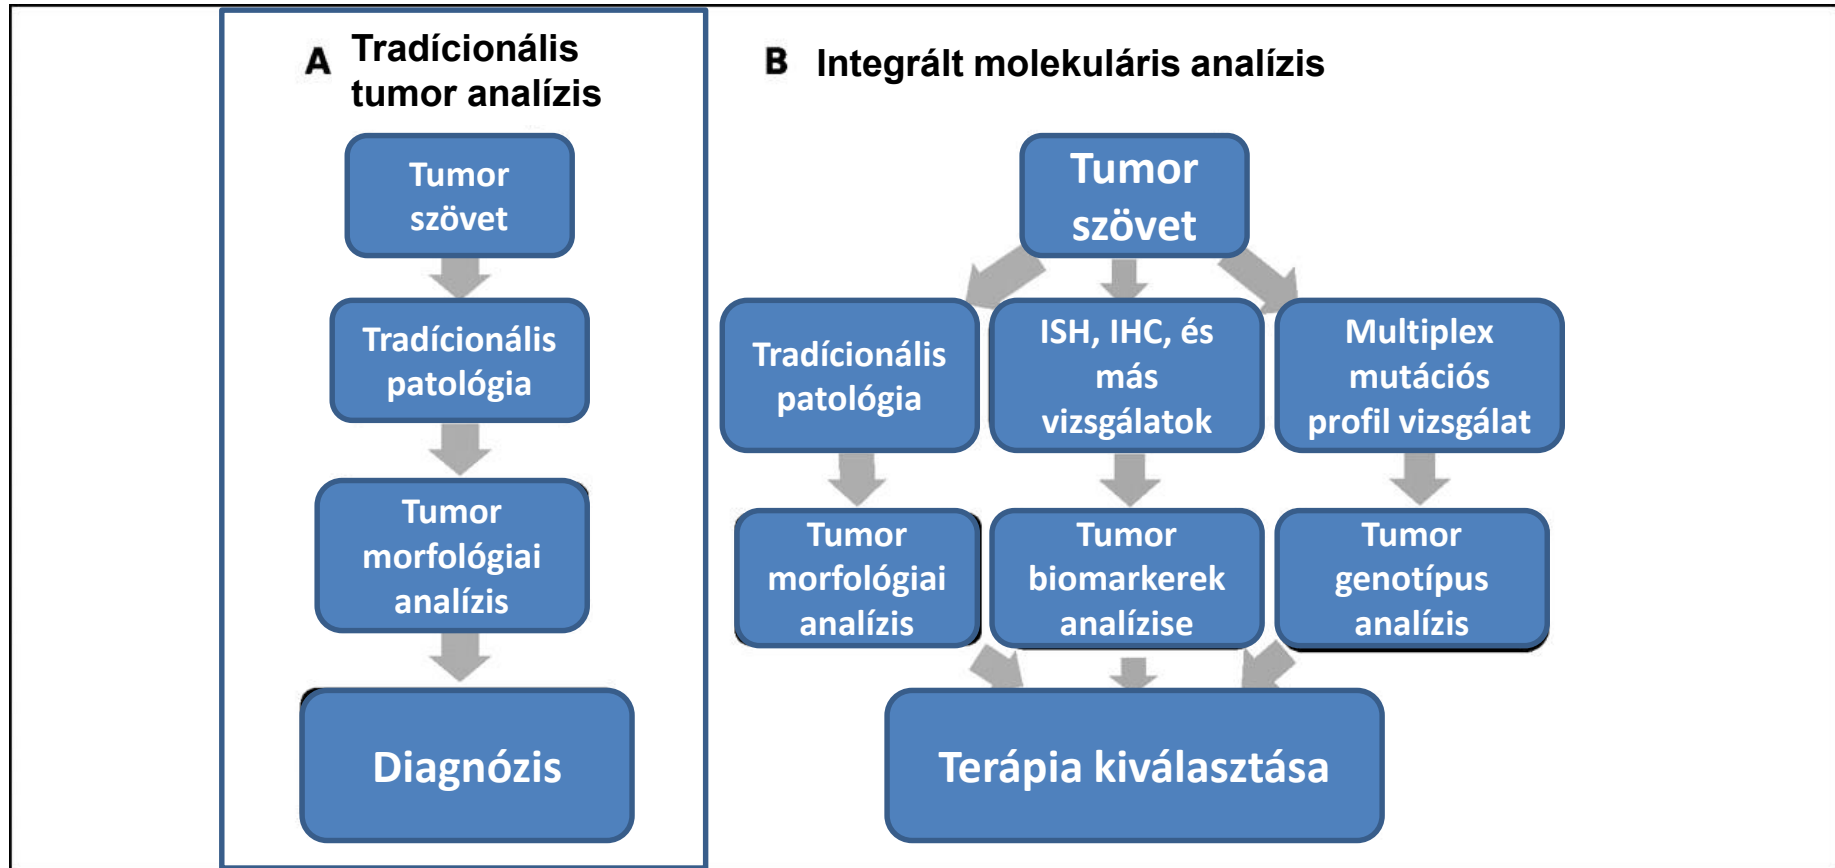 A Tradícionális
tumor analízis
Tumor
szövet
Tradícionális
patológia
Tumor
morfológiai
analízis
Diagnózis
B Integrált molekuláris analízis
Tumor
szövet
Tradícionális
patológia
ISH, IHC, és
más
vizsgálatok
Multiplex
mutációs
profil vizsgálat
Tumor
morfológiai
analízis
Tumor
biomarkerek
analízise
Tumor
genotípus
analízis
Terápia kiválasztása